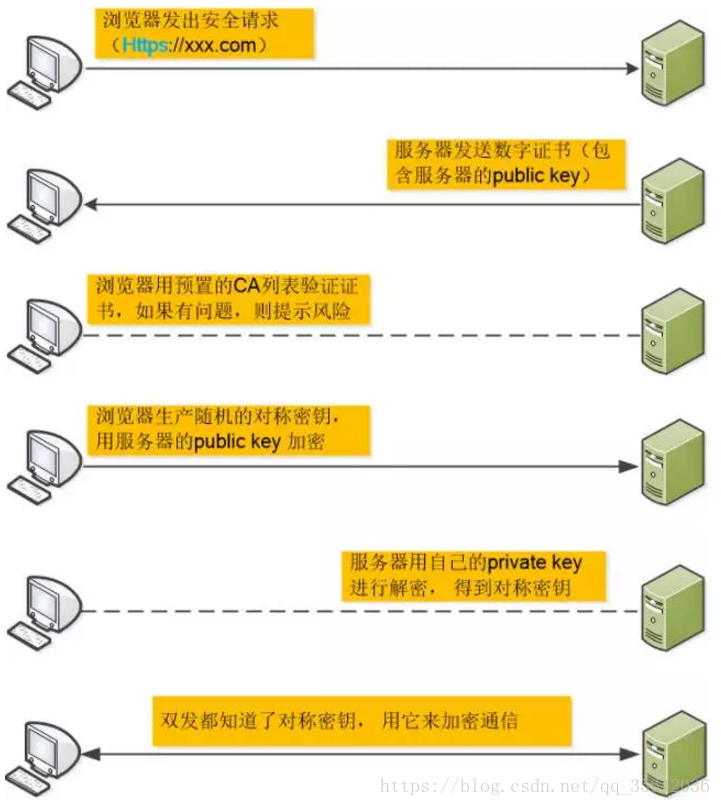 浏览器发出安全请求
（Https://xxx.com）
服务器发送数字证书（包
含服务器的public key）
浏览器用预置的CA列表验证证
书，如果有问题，则提示风险
浏览器生产随机的对称密钥，
用服务器的public key 加密
服务器用自己的private key
进行解密， 得到对称密钥
双发都知道了对称密钥， 用它来加密通信